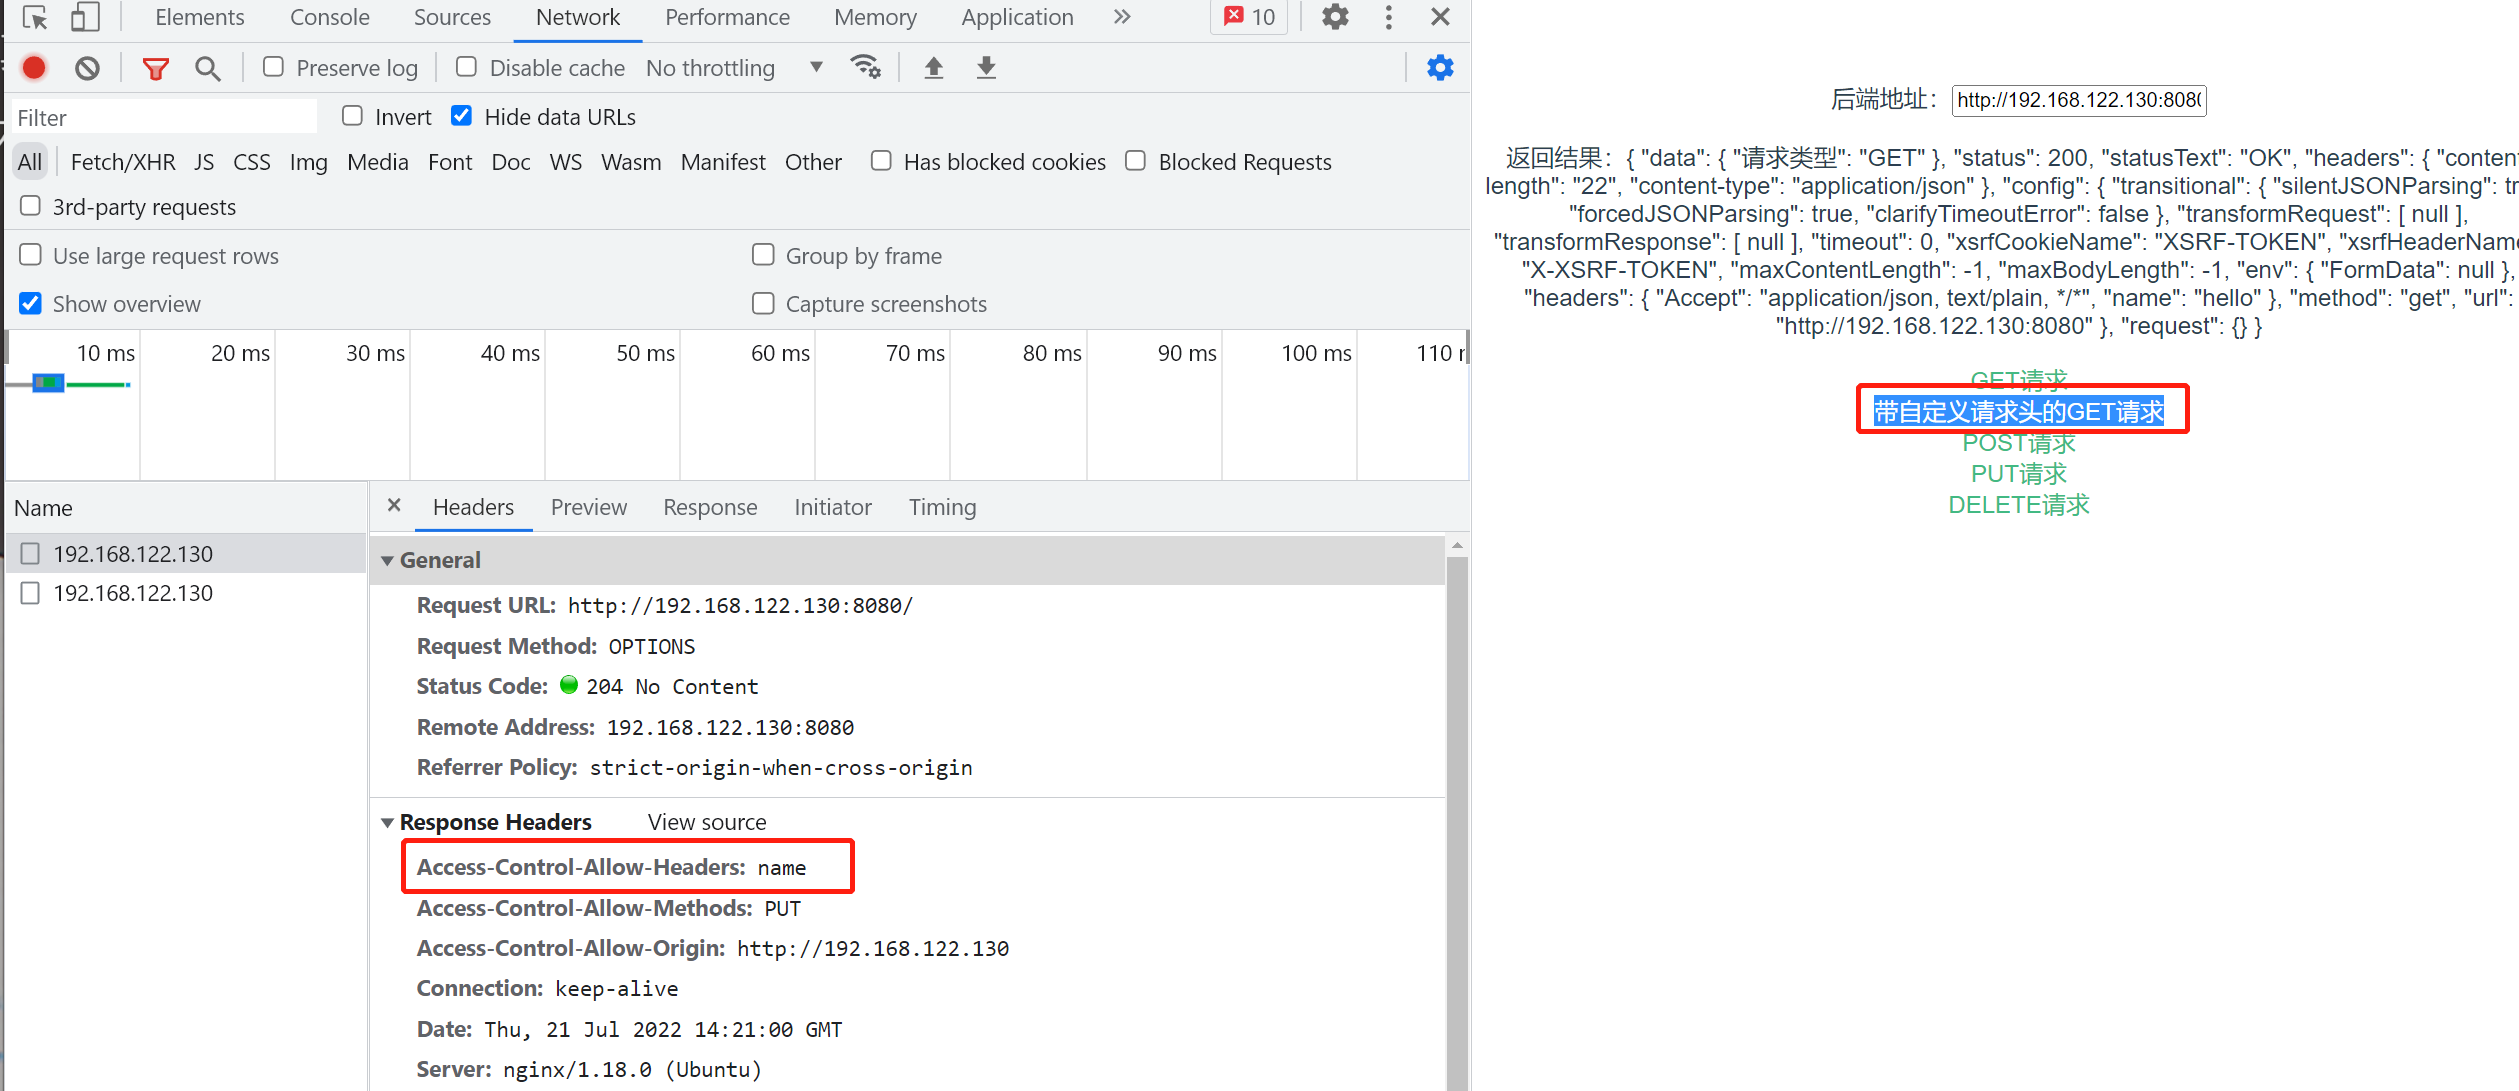 Elements Console Sources Network Performance Memory Application 10
Preserve log Disable cache No throttling
Filter Invert Hide data URLs
All Fetch/XHR JS CSS Img Media Font Doc WS Wasm Manifest Other Has blocked cookies Blocked Requests
3rd-party requests
Use large request rows Group by frame
Show overview Capture screenshots
10 ms 20 ms 30 ms 40 ms 50 ms 60 ms 70 ms 80 ms 90 ms 100 ms 110
Name
192.168.122.130
192.168.122.130
Headers Preview Response Initiator Timing
General
Request URL: http://192.168.122.130:8080/
Request Method: OPTIONS
Status Code: 204 No Content
Remote Address: 192.168.122.130:8080
Referrer Policy: strict-origin-when-cross-origin
Response Headers View source
Access-Control-Allow-Headers: name
Access-Control-Allow-Methods: PUT
Access-Control-Allow-Origin: http://192.168.122.130
Connection: keep-alive
Date: Thu, 21 Jul 2022 14:21:00 GMT
Server: nginx/1.18.0 (Ubuntu)
后端地址： http://192.168.122.130:808
返回结果：{ "data": { "请求类型": "GET" }, "status": 200, "statusText": "OK", "headers": { "conten
length": "22", "content-type": "application/json" }, "config": { "transitional": { "silentJSONParsing": tr
"forcedJSONParsing": true, "clarifyTimeoutError": false }, "transformRequest": [ null ],
"transformResponse": [ null ], "timeout": 0, "xsrfCookieName": "XSRF-TOKEN", "xsrfHeaderName
"X-XSRF-TOKEN", "maxContentLength": -1, "maxBodyLength": -1, "env": { "FormData": null },
"headers": { "Accept": "application/json, text/plain, */*", "name": "hello" }, "method": "get", "url":
"http://192.168.122.130:8080" }, "request": {} }
GET请求
带自定义请求头的GET请求
POST请求
PUT请求
DELETE请求